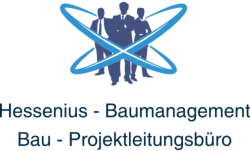 Hessenius - Baumanagement
Bau - Projektleitungsbüro